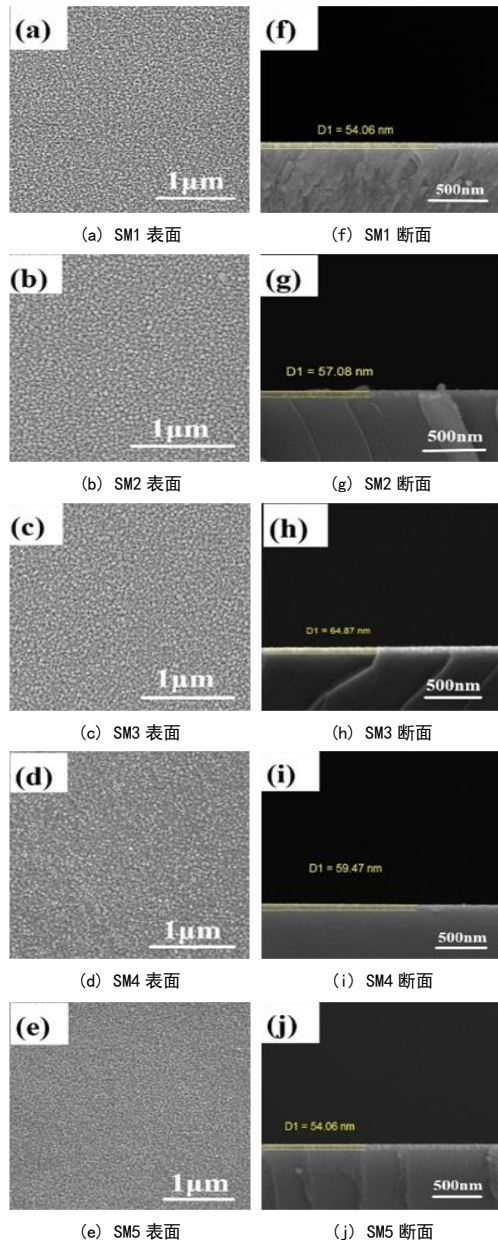 (a)
1μm
(f)
D1 = 54.06 nm
500nm
(a) SM1 表面
(f) SM1 断面
(b)
1μm
(g)
D1 = 57.08 nm
500nm
(b) SM2 表面
(g) SM2 断面
(c)
1μm
(h)
D1 = 64.87 nm
500nm
(c) SM3 表面
(h) SM3 断面
(d)
1μm
(i)
D1 = 59.47 nm
500nm
(d) SM4 表面
(i) SM4 断面
(e)
1μm
(j)
D1 = 54.06 nm
500nm
(e) SM5 表面
(j) SM5 断面